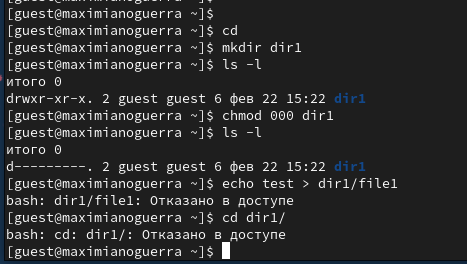 [guest@maximianoguerra ~]$
[guest@maximianoguerra ~]$ cd
[guest@maximianoguerra ~]$ mkdir dir1
[guest@maximianoguerra ~]$ ls -l
итого 0
drwxr-xr-x. 2 guest guest 6 фев 22 15:22 dir1
[guest@maximianoguerra ~]$ chmod 000 dir1
[guest@maximianoguerra ~]$ ls -l
итого 0
d---------. 2 guest guest 6 фев 22 15:22 dir1
[guest@maximianoguerra ~]$ echo test > dir1/file1
bash: dir1/file1: Отказано в доступе
[guest@maximianoguerra ~]$ cd dir1/
bash: cd: dir1/: Отказано в доступе
[guest@maximianoguerra ~]$